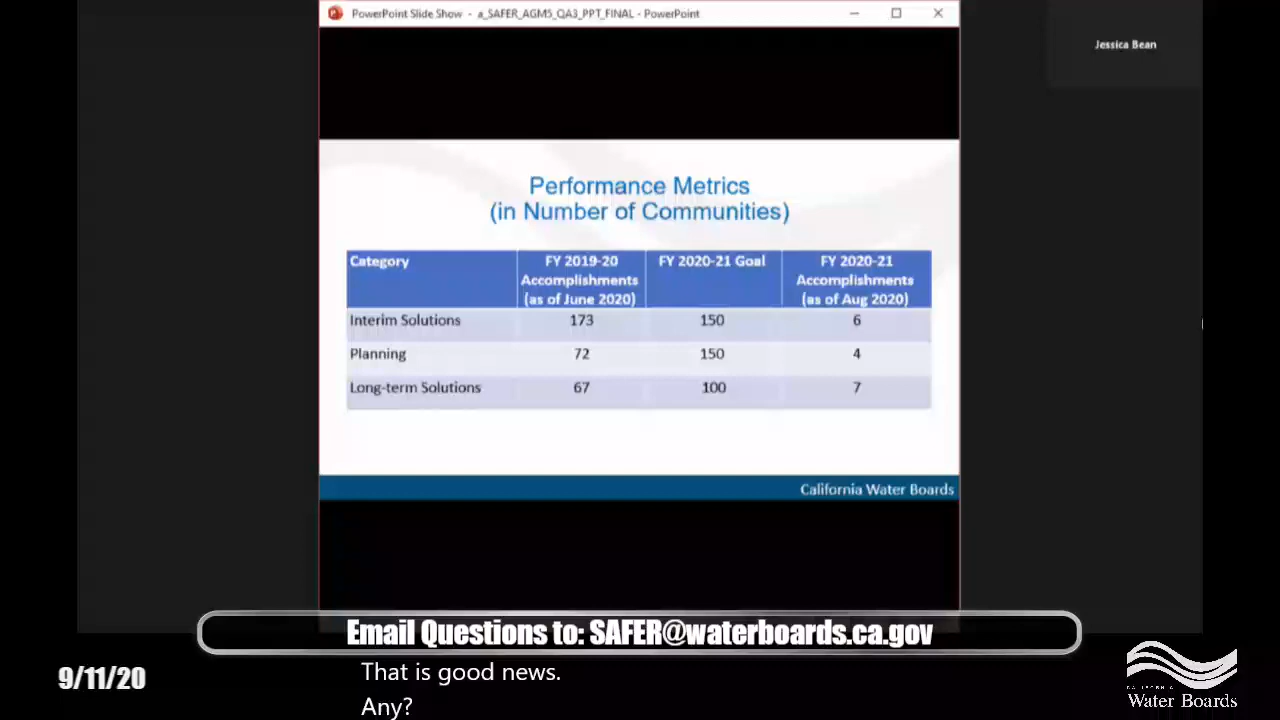 PowerPoint Slide Show - a_SAFER_AGM5_QA3_PPT_FINAL - PowerPoint
Jessica Bean
Performance Metrics
(in Number of Communities)
Category
FY 2019-20
Accomplishments
(as of June 2020)
FY 2020-21 Goal
FY 2020-21
Accomplishments
(as of Aug 2020)
Interim Solutions 173 150 6
Planning 72 150 4
Long-term Solutions 67 100 7
California Water Boards
Email Questions to: SAFER@waterboards.ca.gov
9/11/20
That is good news.
Any?
CALIFORNIA
Water Boards